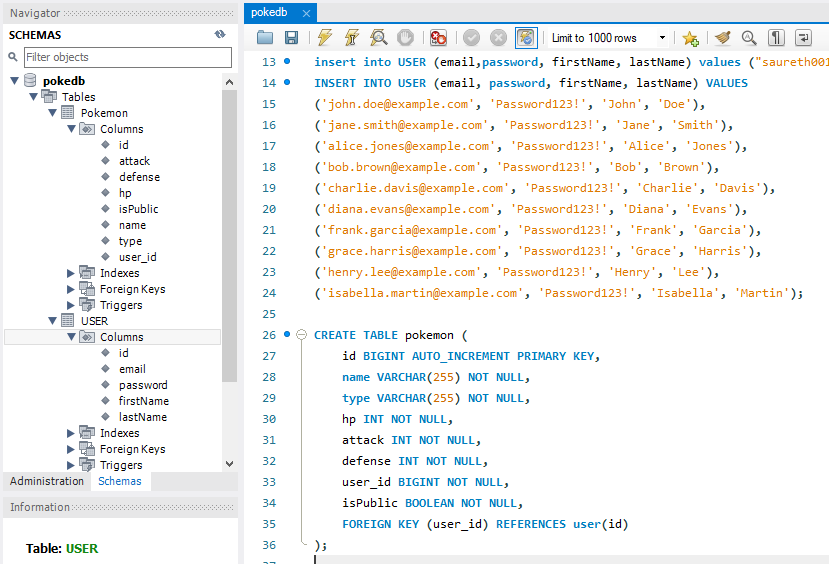 Navigator
SCHEMAS
Filter objects
pokedb
Tables
Pokemon
Columns
id
attack
defense
hp
isPublic
name
type
user_id
Indexes
Foreign Keys
Triggers
USER
Columns
id
email
password
firstName
lastName
Indexes
Foreign Keys
Triggers
Administration Schemas
Information
Table: USER
pokedb
Limit to 1000 rows
13 insert into USER (email,password, firstName, lastName) values ("saureth001
14 INSERT INTO USER (email, password, firstName, lastName) VALUES
15 ('john.doe@example.com', 'Password123!', 'John', 'Doe'),
16 ('jane.smith@example.com', 'Password123!', 'Jane', 'Smith'),
17 ('alice.jones@example.com', 'Password123!', 'Alice', 'Jones'),
18 ('bob.brown@example.com', 'Password123!', 'Bob', 'Brown'),
19 ('charlie.davis@example.com', 'Password123!', 'Charlie', 'Davis'),
20 ('diana.evans@example.com', 'Password123!', 'Diana', 'Evans'),
21 ('frank.garcia@example.com', 'Password123!', 'Frank', 'Garcia'),
22 ('grace.harris@example.com', 'Password123!', 'Grace', 'Harris'),
23 ('henry.lee@example.com', 'Password123!', 'Henry', 'Lee'),
24 ('isabella.martin@example.com', 'Password123!', 'Isabella', 'Martin');
25
26 CREATE TABLE pokemon (
27 id BIGINT AUTO_INCREMENT PRIMARY KEY,
28 name VARCHAR(255) NOT NULL,
29 type VARCHAR(255) NOT NULL,
30 hp INT NOT NULL,
31 attack INT NOT NULL,
32 defense INT NOT NULL,
33 user_id BIGINT NOT NULL,
34 isPublic BOOLEAN NOT NULL,
35 FOREIGN KEY (user_id) REFERENCES user(id)
36 );